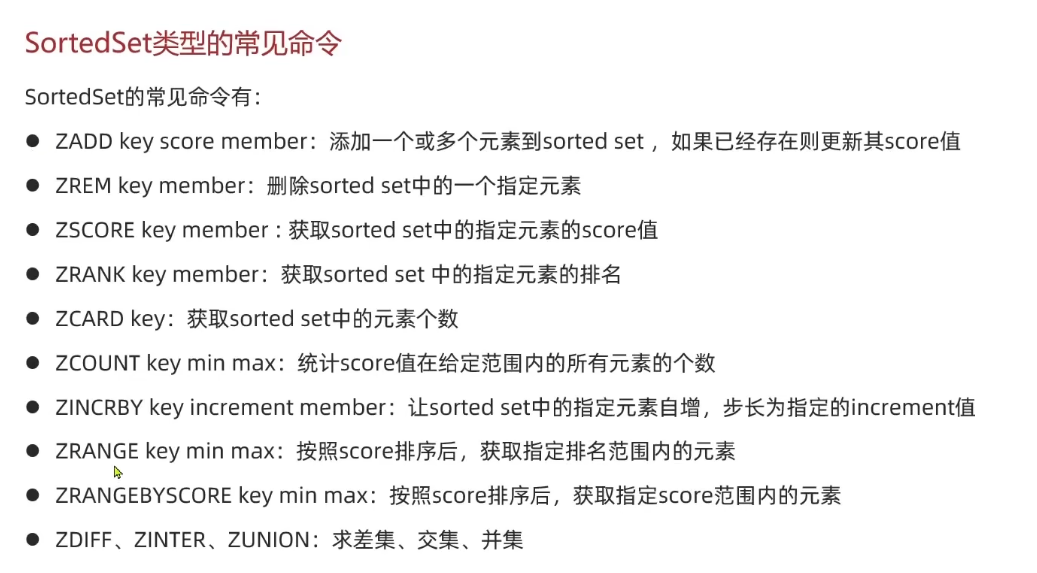 SortedSet类型的常见命令
SortedSet的常见命令有：
● ZADD key score member：添加一个或多个元素到sorted set ，如果已经存在则更新其score值
● ZREM key member：删除sorted set中的一个指定元素
● ZSCORE key member : 获取sorted set中的指定元素的score值
● ZRANK key member：获取sorted set 中的指定元素的排名
● ZCARD key：获取sorted set中的元素个数
● ZCOUNT key min max：统计score值在给定范围内的所有元素的个数
● ZINCRBY key increment member：让sorted set中的指定元素自增，步长为指定的increment值
● ZRANGE key min max：按照score排序后，获取指定排名范围内的元素
● ZRANGEBYSCORE key min max：按照score排序后，获取指定score范围内的元素
● ZDIFF、ZINTER、ZUNION：求差集、交集、并集